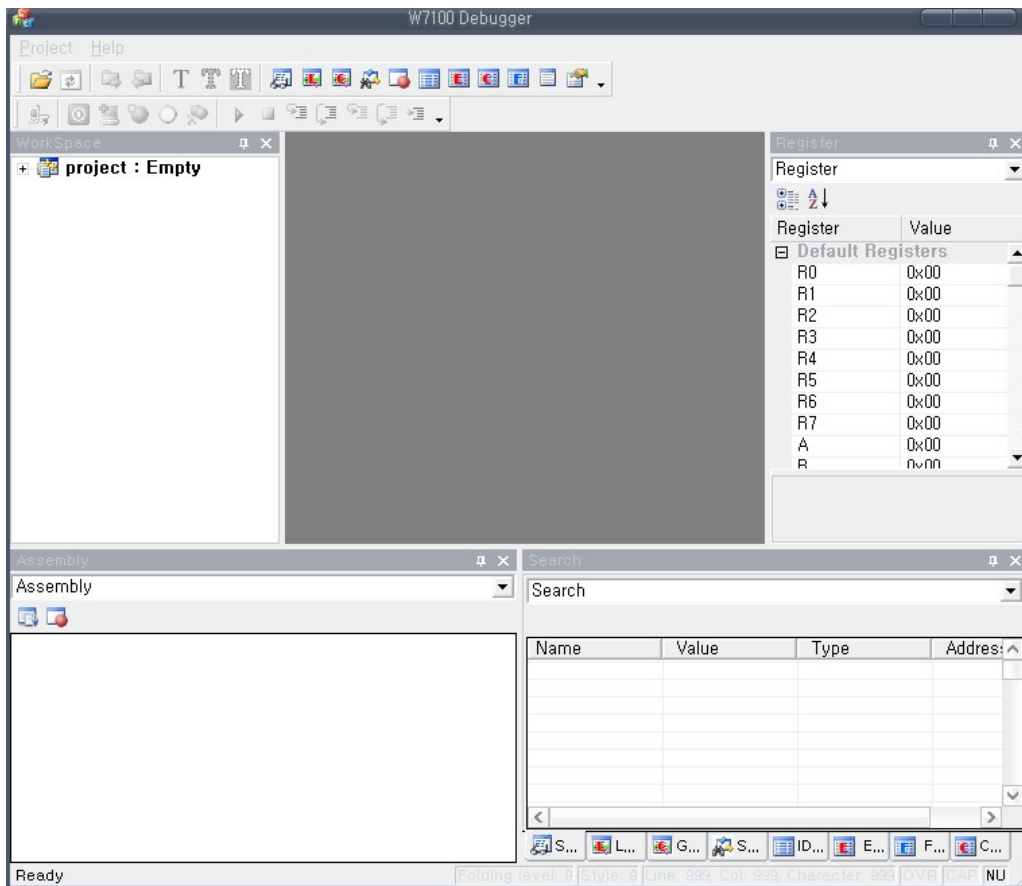 W7100 Debugger
Project Help
WorkSpace
project : Empty
Register
Register
Register Value
Default Registers
R0 0x00
R1 0x00
R2 0x00
R3 0x00
R4 0x00
R5 0x00
R6 0x00
R7 0x00
A 0x00
B 0x00
Assembly
Assembly
Search
Search
Name Value Type Address
S... L... G... S... ID... E... F... C...
Ready
Folding level: 9 Style: 9 Line: 999, Col: 999, Character: 999 OVR CAP NU